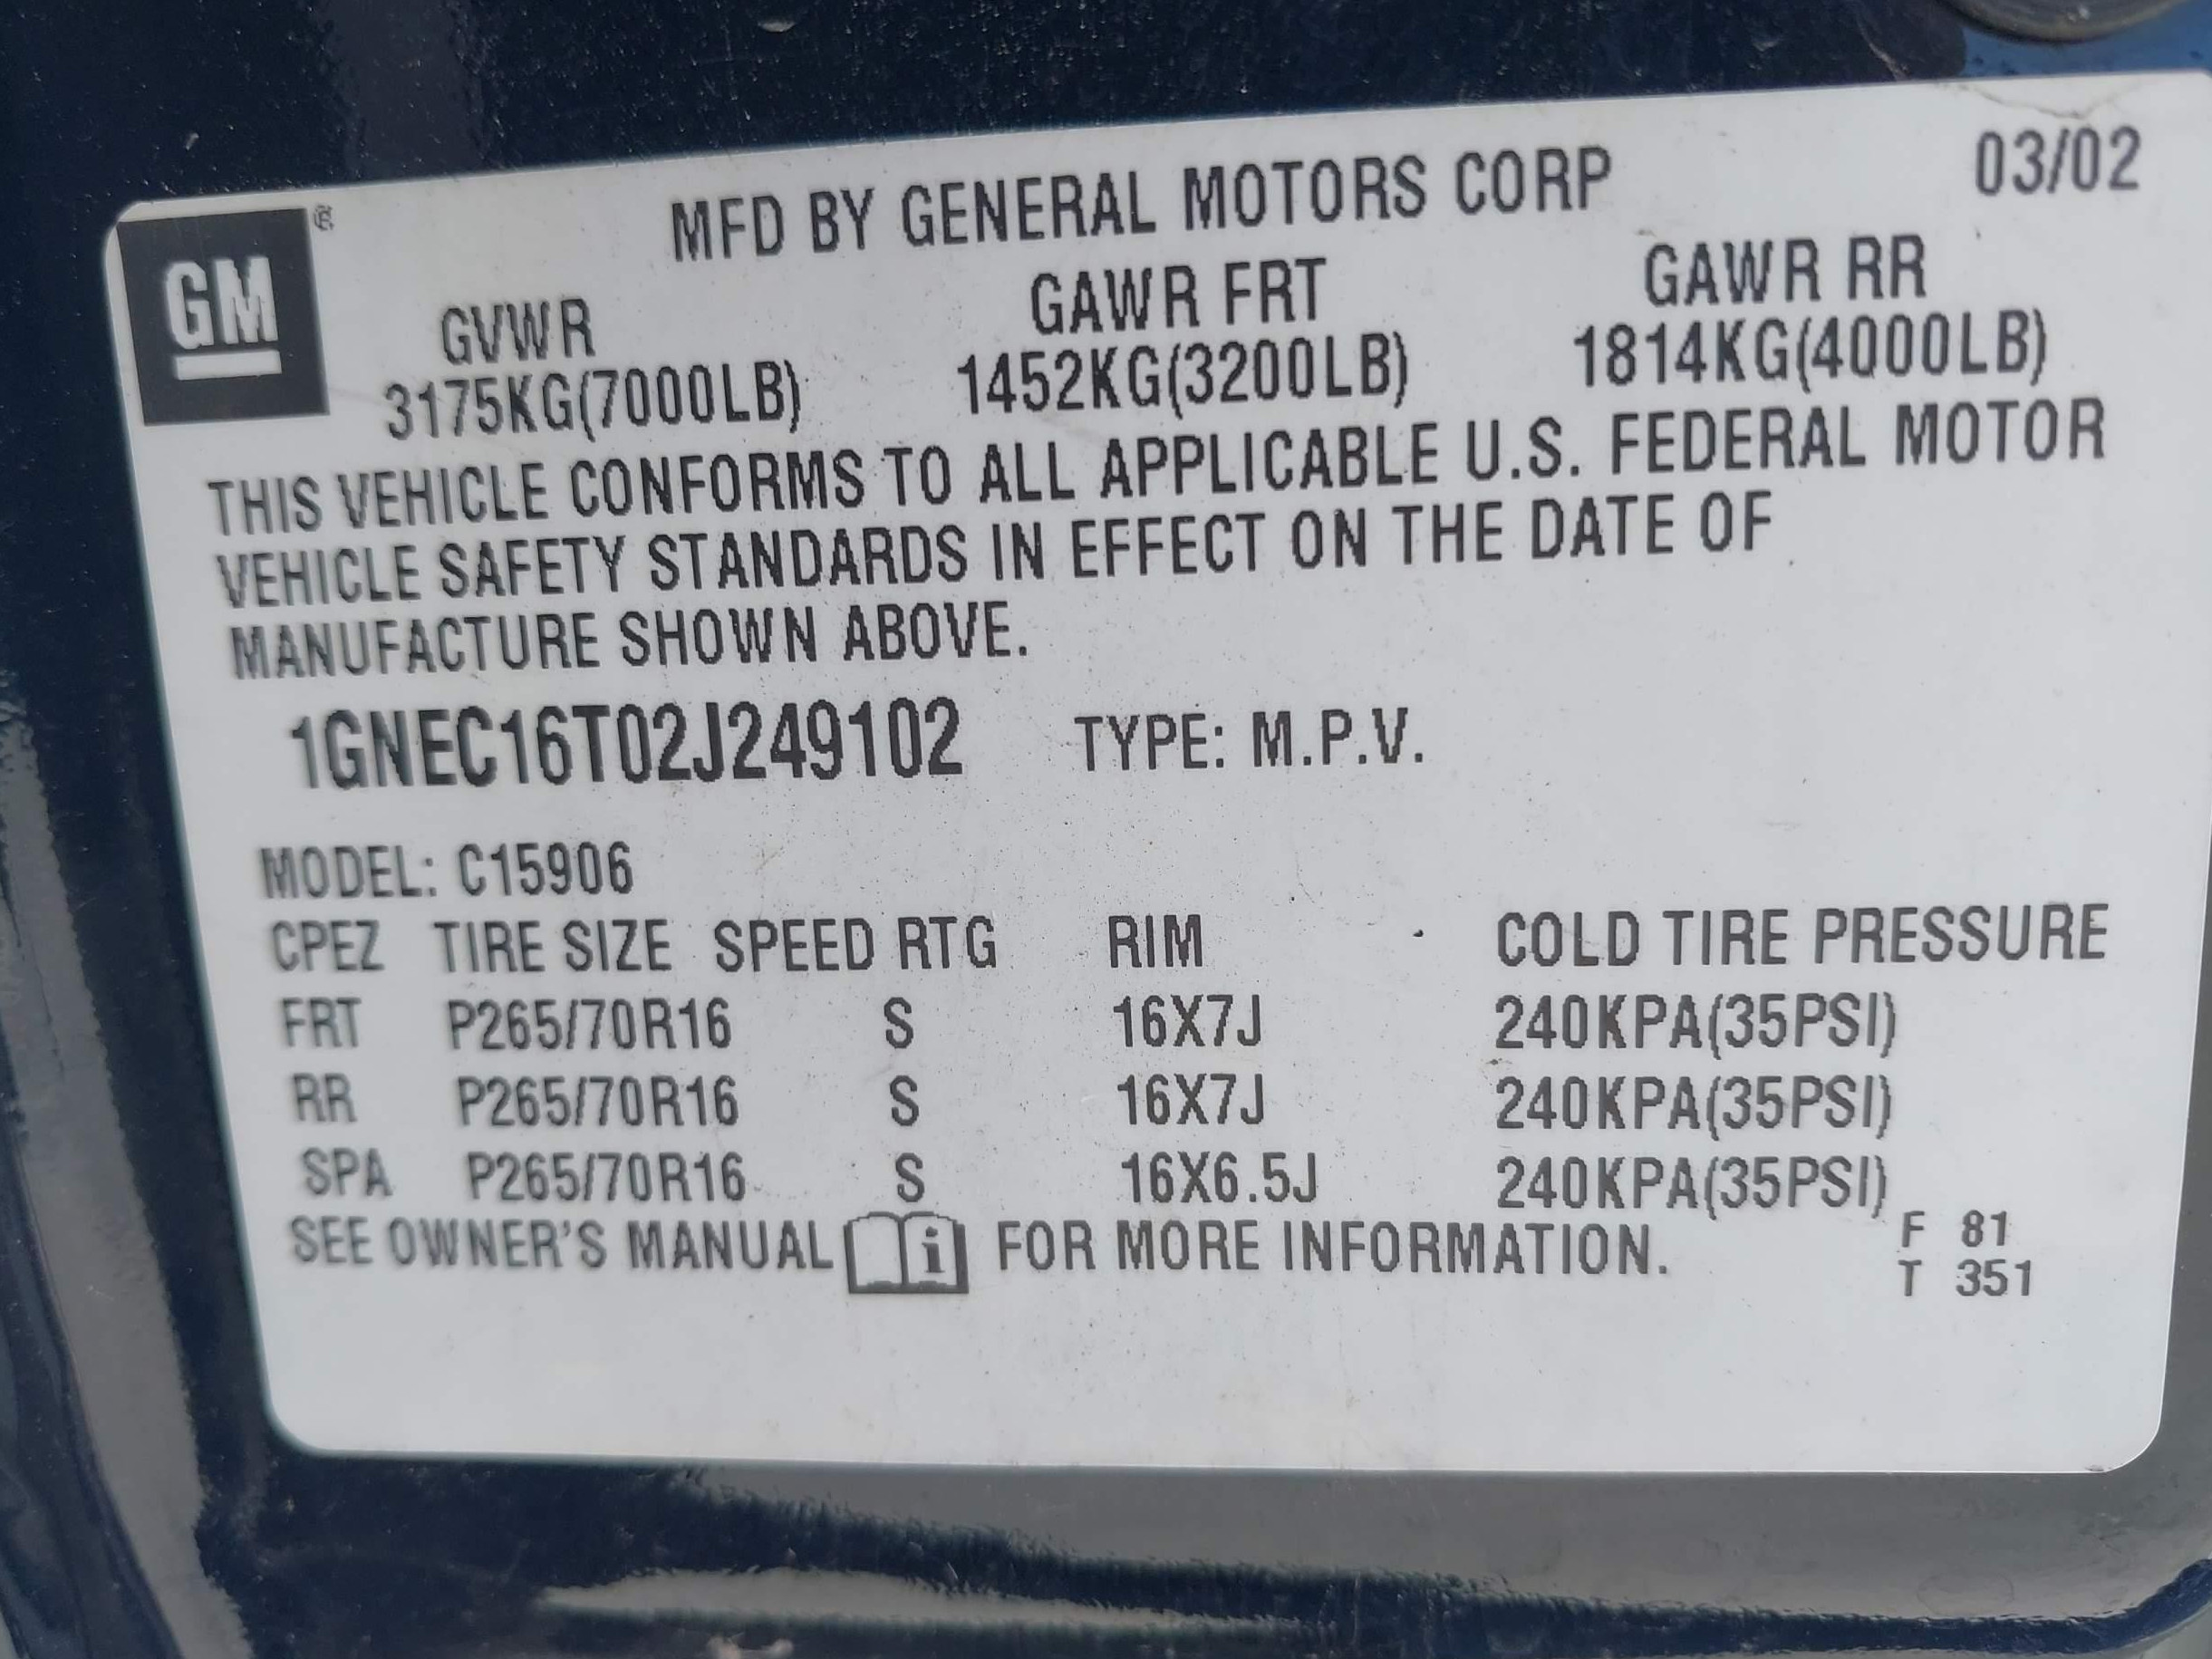 MFD BY GENERAL MOTORS CORP 03/02
GM ®
GVWR GAWR FRT GAWR RR
3175KG(7000LB) 1452KG(3200LB) 1814KG(4000LB)
THIS VEHICLE CONFORMS TO ALL APPLICABLE U.S. FEDERAL MOTOR
VEHICLE SAFETY STANDARDS IN EFFECT ON THE DATE OF
MANUFACTURE SHOWN ABOVE.
1GNEC16T02J249102 TYPE: M.P.V.
MODEL: C15906
CPEZ TIRE SIZE SPEED RTG RIM COLD TIRE PRESSURE
FRT P265/70R16 S 16X7J 240KPA(35PSI)
RR P265/70R16 S 16X7J 240KPA(35PSI)
SPA P265/70R16 S 16X6.5J 240KPA(35PSI)
SEE OWNER'S MANUAL i FOR MORE INFORMATION.
F 81
T 351